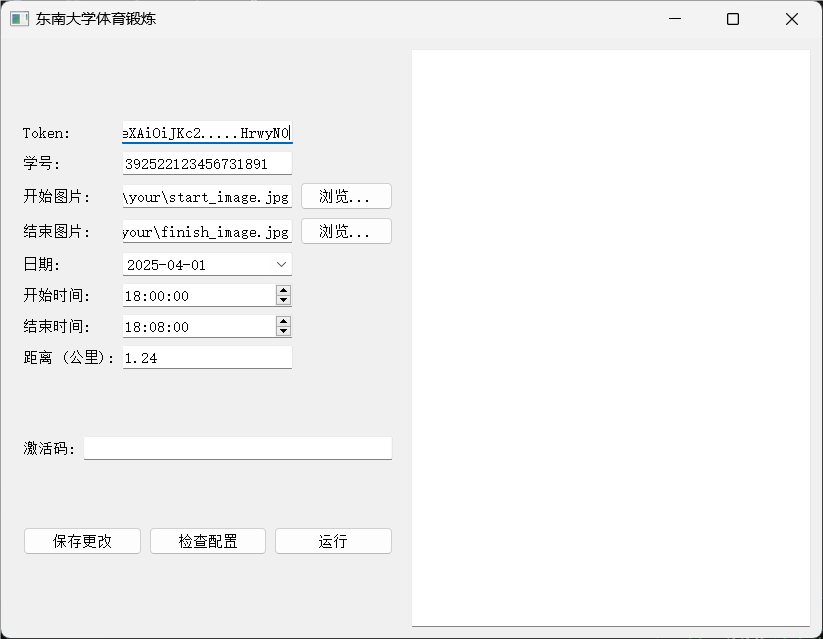 东南大学体育锻炼
Token: eXAiOiJKc2.....HrwyN0
学号: 392522123456731891
开始图片: \your\start_image.jpg 浏览...
结束图片: your\finish_image.jpg 浏览...
日期: 2025-04-01
开始时间: 18:00:00
结束时间: 18:08:00
距离 (公里): 1.24
激活码:
保存更改 检查配置 运行